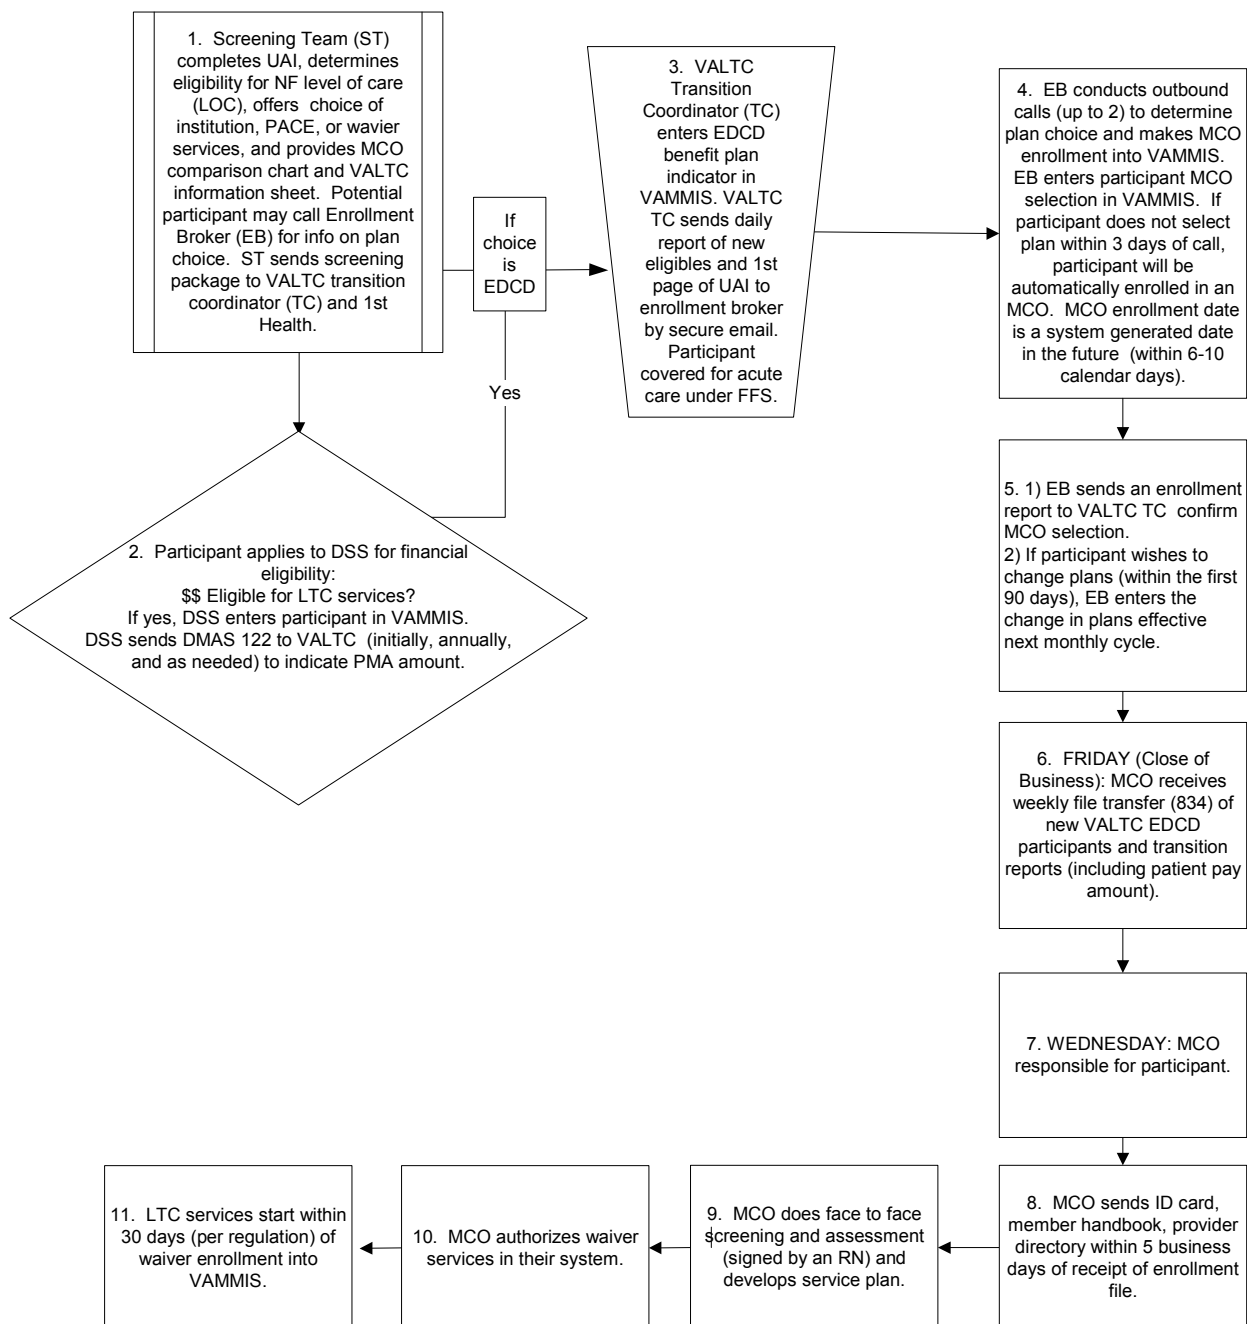 1. Screening Team (ST)
completes UAI, determines
eligibility for NF level of care
(LOC), offers choice of
institution, PACE, or wavier
services, and provides MCO
comparison chart and VALTC
information sheet. Potential
participant may call Enrollment
Broker (EB) for info on plan
choice. ST sends screening
package to VALTC transition
coordinator (TC) and 1st
Health.
If
choice
is
EDCD
Yes
2. Participant applies to DSS for financial
eligibility:
$$ Eligible for LTC services?
If yes, DSS enters participant in VAMMIS.
DSS sends DMAS 122 to VALTC (initially, annually,
and as needed) to indicate PMA amount.
3. VALTC
Transition
Coordinator (TC)
enters EDCD
benefit plan
indicator in
VAMMIS. VALTC
TC sends daily
report of new
eligibles and 1st
page of UAI to
enrollment broker
by secure email.
Participant
covered for acute
care under FFS.
4. EB conducts outbound
calls (up to 2) to determine
plan choice and makes MCO
enrollment into VAMMIS.
EB enters participant MCO
selection in VAMMIS. If
participant does not select
plan within 3 days of call,
participant will be
automatically enrolled in an
MCO. MCO enrollment date
is a system generated date
in the future (within 6-10
calendar days).
5. 1) EB sends an enrollment
report to VALTC TC confirm
MCO selection.
2) If participant wishes to
change plans (within the first
90 days), EB enters the
change in plans effective
next monthly cycle.
6. FRIDAY (Close of
Business): MCO receives
weekly file transfer (834) of
new VALTC EDCD
participants and transition
reports (including patient pay
amount).
7. WEDNESDAY: MCO
responsible for participant.
8. MCO sends ID card,
member handbook, provider
directory within 5 business
days of receipt of enrollment
file.
9. MCO does face to face
screening and assessment
(signed by an RN) and
develops service plan.
10. MCO authorizes waiver
services in their system.
11. LTC services start within
30 days (per regulation) of
waiver enrollment into
VAMMIS.